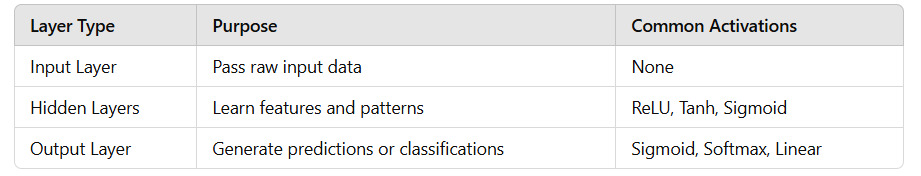 Layer Type Purpose Common Activations
Input Layer Pass raw input data None
Hidden Layers Learn features and patterns ReLU, Tanh, Sigmoid
Output Layer Generate predictions or classifications Sigmoid, Softmax, Linear